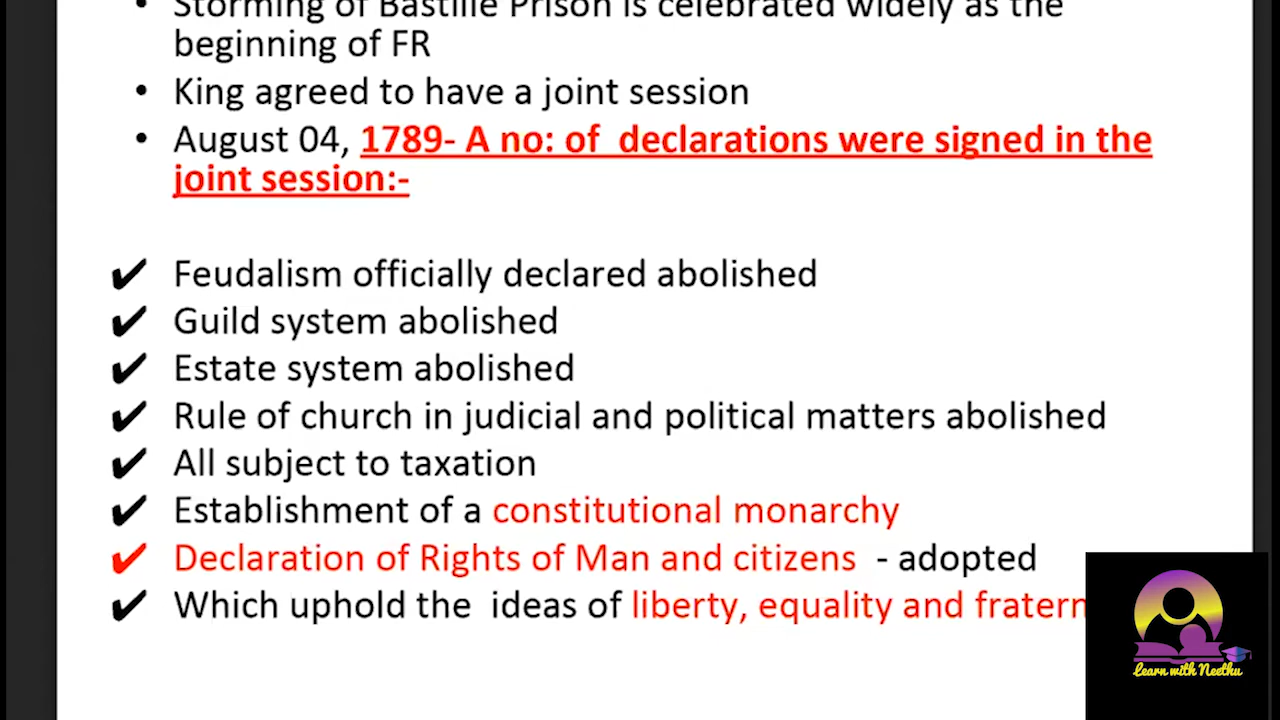 • Storming of Bastille Prison is celebrated widely as the
beginning of FR
• King agreed to have a joint session
• August 04, 1789- A no: of  declarations were signed in the
joint session:-
✔ Feudalism officially declared abolished
✔ Guild system abolished
✔ Estate system abolished
✔ Rule of church in judicial and political matters abolished
✔ All subject to taxation
✔ Establishment of a constitutional monarchy
✔ Declaration of Rights of Man and citizens  - adopted
✔ Which uphold the  ideas of liberty, equality and
Learn with Neethu